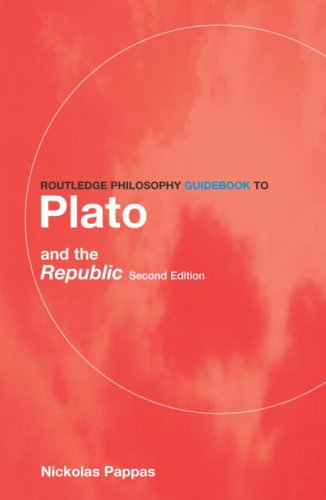 ROUTLEDGE PHILOSOPHY GUIDEBOOK TO
Plato
and the
Republic Second Edition
Nickolas Pappas